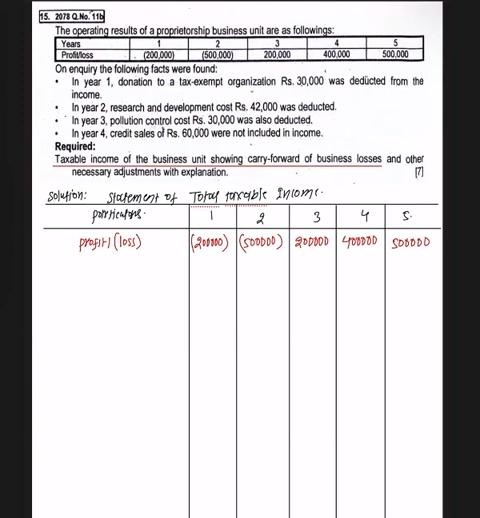 15. 2078 Q.No. 11b
The operating results of a proprietorship business unit are as followings:
Years 1 2 3 4 5
Profit/loss (200,000) (500,000) 200,000 400,000 500,000
On enquiry the following facts were found:
• In year 1, donation to a tax-exempt organization Rs. 30,000 was deducted from the
income.
• In year 2, research and development cost Rs. 42,000 was deducted.
• In year 3, pollution control cost Rs. 30,000 was also deducted.
• In year 4, credit sales of Rs. 60,000 were not included in income.
Required:
Taxable income of the business unit showing carry-forward of business losses and other
necessary adjustments with explanation. [7]
Solution: Statement of Total taxable Income.
particulars. 1 2 3 4 5.
profit/(loss) (200000) (500000) 200000 400000 500000